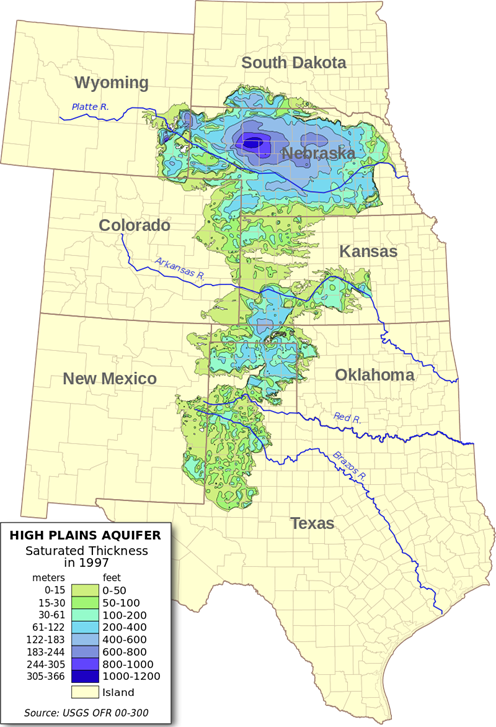 South Dakota
Wyoming
Platte R.
Nebraska
Colorado
Kansas
Arkansas R.
New Mexico
Oklahoma
Red R.
Brazos R.
Texas
HIGH PLAINS AQUIFER
Saturated Thickness
in 1997
meters feet
0-15 0-50
15-30 50-100
30-61 100-200
61-122 200-400
122-183 400-600
183-244 600-800
244-305 800-1000
305-366 1000-1200
Island
Source: USGS OFR 00-300